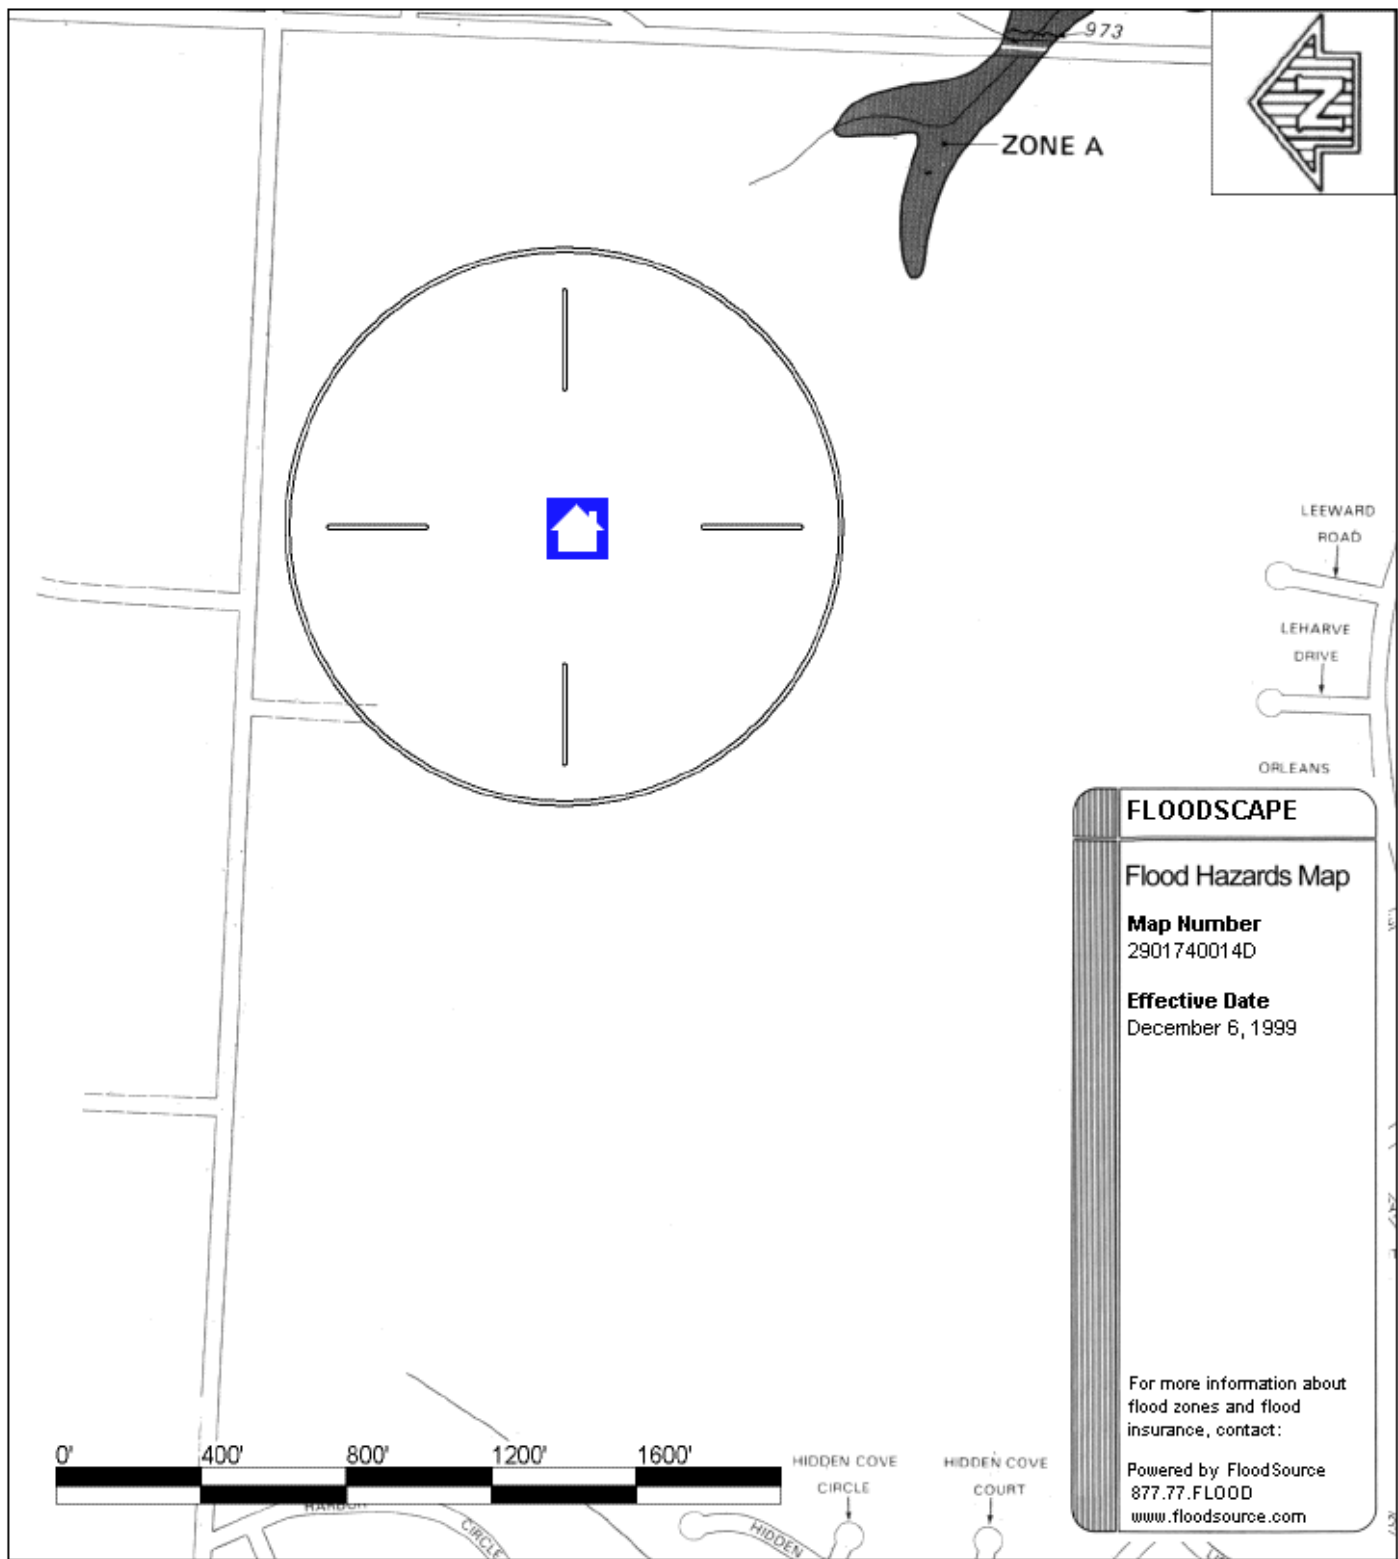 973
N
ZONE A
LEEWARD
ROAD
LEHARVE
DRIVE
ORLEANS
FLOODSCAPE
Flood Hazards Map
Map Number
2901740014D
Effective Date
December 6, 1999
For more information about
flood zones and flood
insurance, contact:
Powered by FloodSource
877.77.FLOOD
www.floodsource.com
0' 400' 800' 1200' 1600'
HIDDEN COVE
CIRCLE
HIDDEN COVE
COURT
HARBOR
CIRCLE
HIDDEN